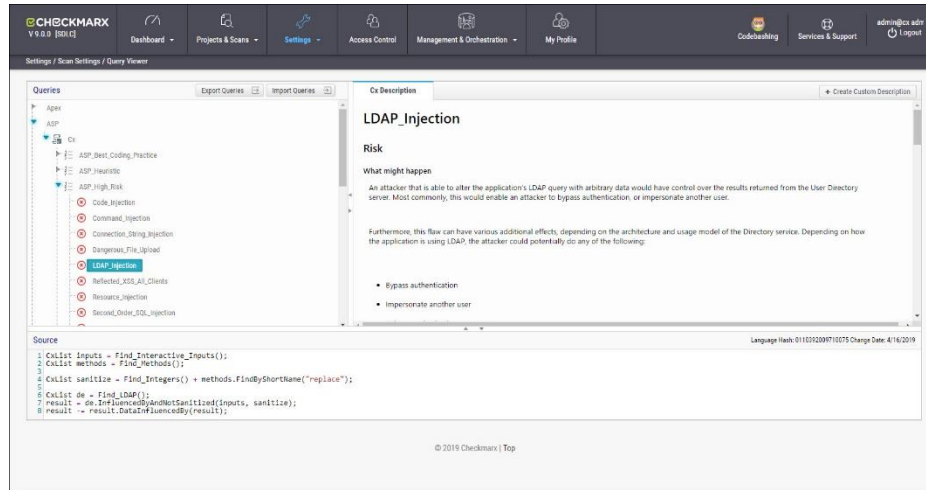 CHECKMARX
V 9.0.0 [SDLC]
Dashboard
Projects & Scans
Settings
Access Control
Management & Orchestration
My Profile
Codebashing
Services & Support
admin@cx adm
Logout
Settings / Scan Settings / Query Viewer
Queries
Export Queries
Import Queries
Apex
ASP
Cx
ASP_Best_Coding_Practice
ASP_Heuristic
ASP_High_Risk
Code_Injection
Command_Injection
Connection_String_Injection
Dangerous_File_Upload
LDAP_Injection
Reflected_XSS_All_Clients
Resource_Injection
Second_Order_SQL_Injection
Cx Description
+ Create Custom Description
LDAP_Injection
Risk
What might happen
An attacker that is able to alter the application's LDAP query with arbitrary data would have control over the results returned from the User Directory
server. Most commonly, this would enable an attacker to bypass authentication, or impersonate another user.
Furthermore, this flaw can have various additional effects, depending on the architecture and usage model of the Directory service. Depending on how
the application is using LDAP, the attacker could potentially do any of the following:
• Bypass authentication
• Impersonate another user
Source
Language Hash: 0110392009710075 Change Date: 4/16/2019
1 CxList inputs = Find_Interactive_Inputs();
2 CxList methods = Find_Methods();
3
4 CxList sanitize = Find_Integers() + methods.FindByShortName("replace");
5
6 CxList de = Find_LDAP();
7 result = de.InfluencedByAndNotSanitized(inputs, sanitize);
8 result -= result.DataInfluencedBy(result);
© 2019 Checkmarx | Top